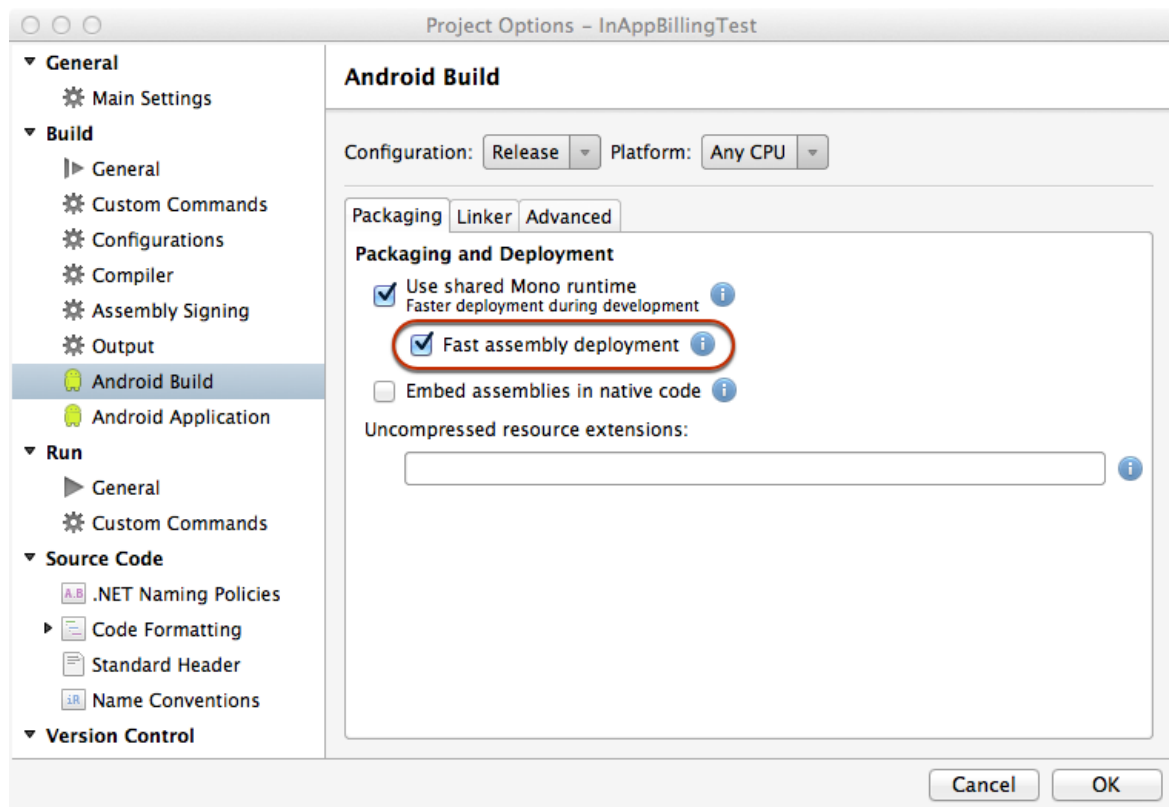 Project Options – InAppBillingTest
General
Main Settings
Build
General
Custom Commands
Configurations
Compiler
Assembly Signing
Output
Android Build
Android Application
Run
General
Custom Commands
Source Code
A.B .NET Naming Policies
Code Formatting
Standard Header
iR Name Conventions
Version Control
Android Build
Configuration: Release Platform: Any CPU
Packaging Linker Advanced
Packaging and Deployment
Use shared Mono runtime
Faster deployment during development
Fast assembly deployment
Embed assemblies in native code
Uncompressed resource extensions:
Cancel OK